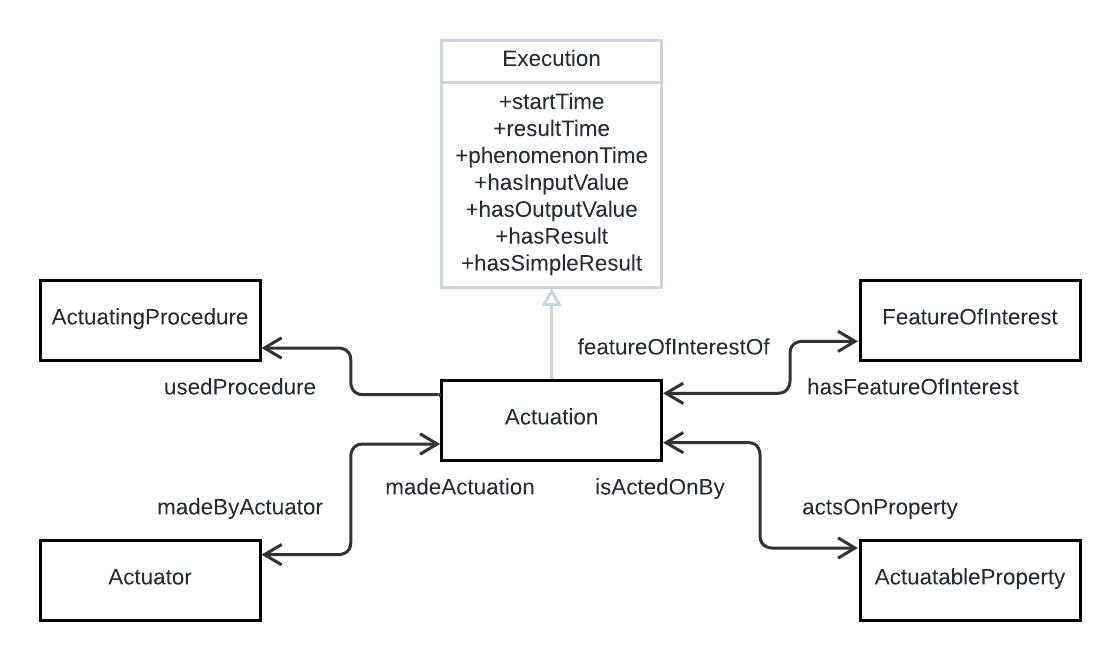 Execution
+startTime
+resultTime
+phenomenonTime
+hasInputValue
+hasOutputValue
+hasResult
+hasSimpleResult
ActuatingProcedure
FeatureOfInterest
featureOfInterestOf
usedProcedure
hasFeatureOfInterest
Actuation
madeActuation
isActedOnBy
madeByActuator
actsOnProperty
Actuator
ActuatableProperty